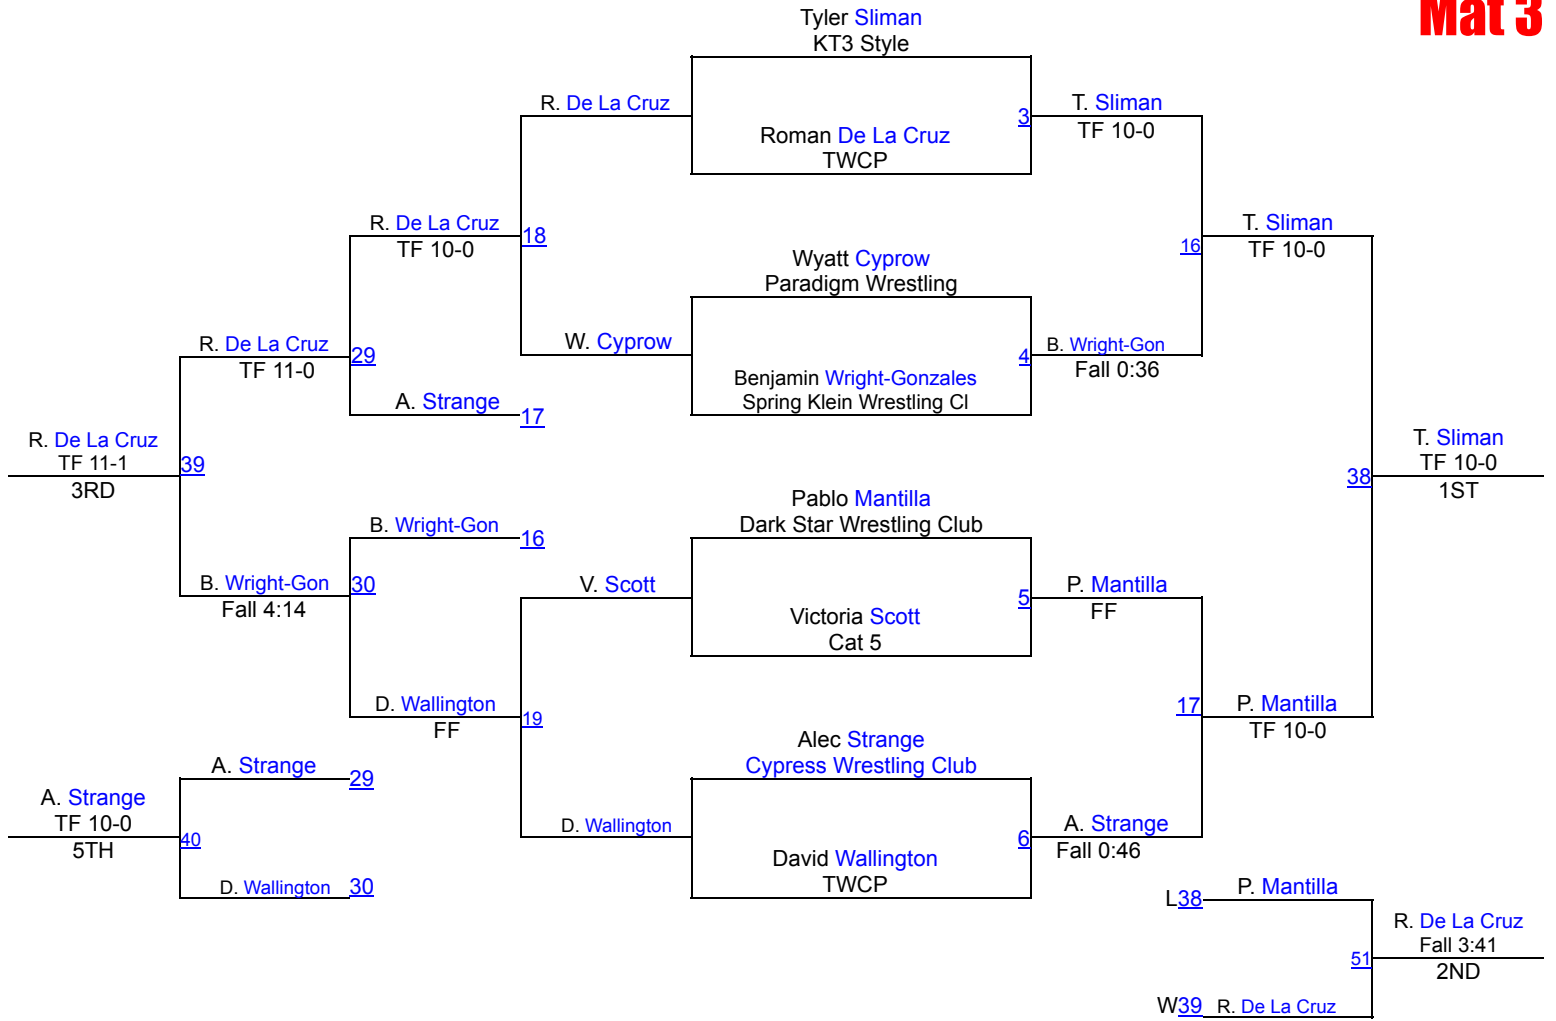 Mat 3
Tyler Sliman
KT3 Style
R. De La Cruz
3
T. Sliman
TF 10-0
Roman De La Cruz
TWCP
R. De La Cruz
TF 10-0
18
T. Sliman
TF 10-0
16
Wyatt Cyprow
Paradigm Wrestling
R. De La Cruz
TF 11-0
29
W. Cyprow
4
B. Wright-Gon
Fall 0:36
Benjamin Wright-Gonzales
Spring Klein Wrestling Cl
A. Strange
17
R. De La Cruz
TF 11-1
3RD
39
T. Sliman
TF 10-0
1ST
38
Pablo Mantilla
Dark Star Wrestling Club
B. Wright-Gon
16
B. Wright-Gon
Fall 4:14
30
V. Scott
5
P. Mantilla
FF
Victoria Scott
Cat 5
D. Wallington
FF
19
17
P. Mantilla
TF 10-0
Alec Strange
Cypress Wrestling Club
A. Strange
29
A. Strange
TF 10-0
5TH
40
D. Wallington
6
A. Strange
Fall 0:46
David Wallington
TWCP
D. Wallington
30
L38
P. Mantilla
51
R. De La Cruz
Fall 3:41
2ND
W39
R. De La Cruz